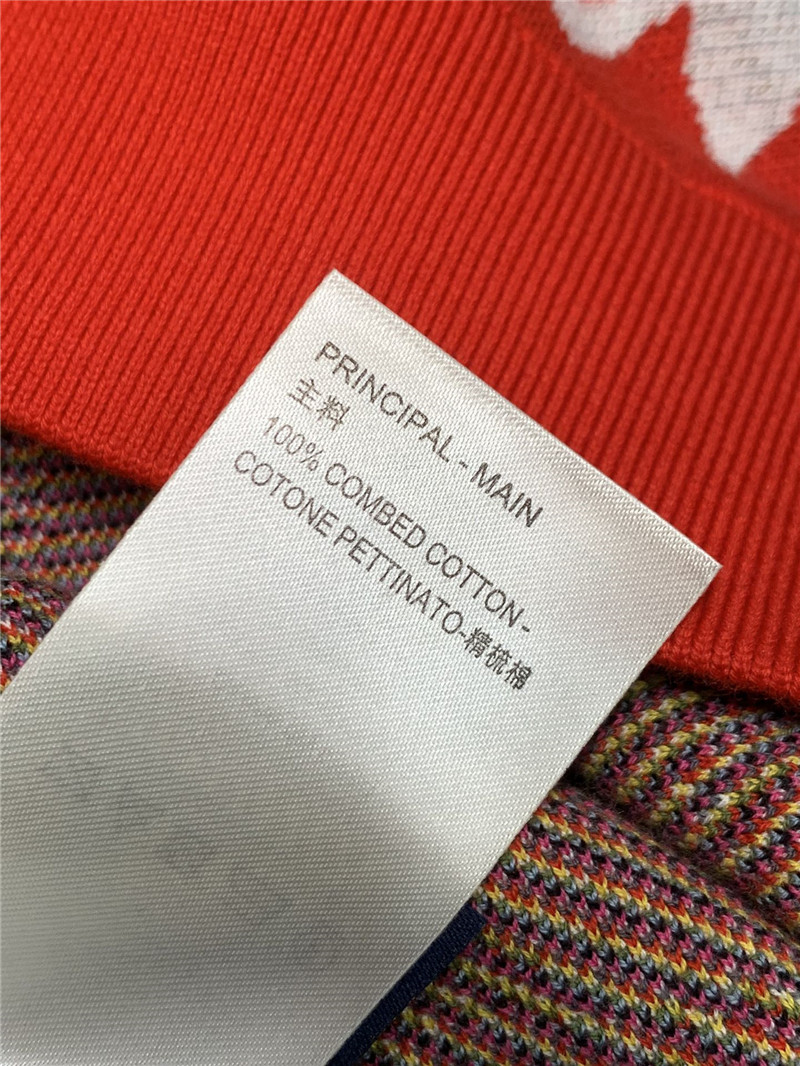 PRINCIPAL - MAIN
主料
100% COMBED COTTON -
COTONE PETTINATO-精梳棉